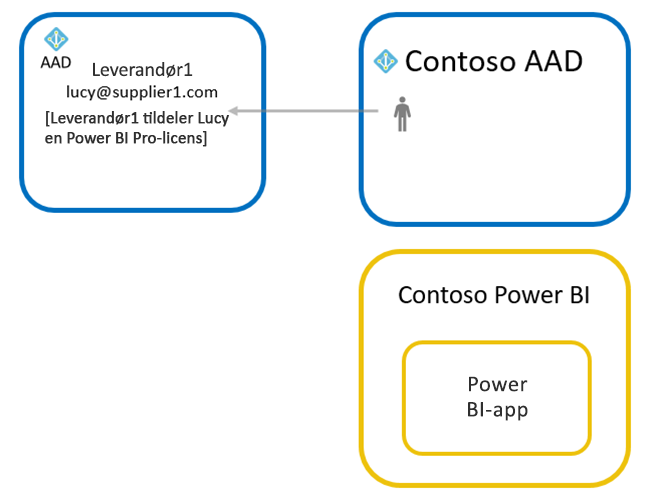 AAD
Leverandør1
lucy@supplier1.com
[Leverandør1 tildeler Lucy
en Power BI Pro-licens]
Contoso AAD
Contoso Power BI
Power
BI-app